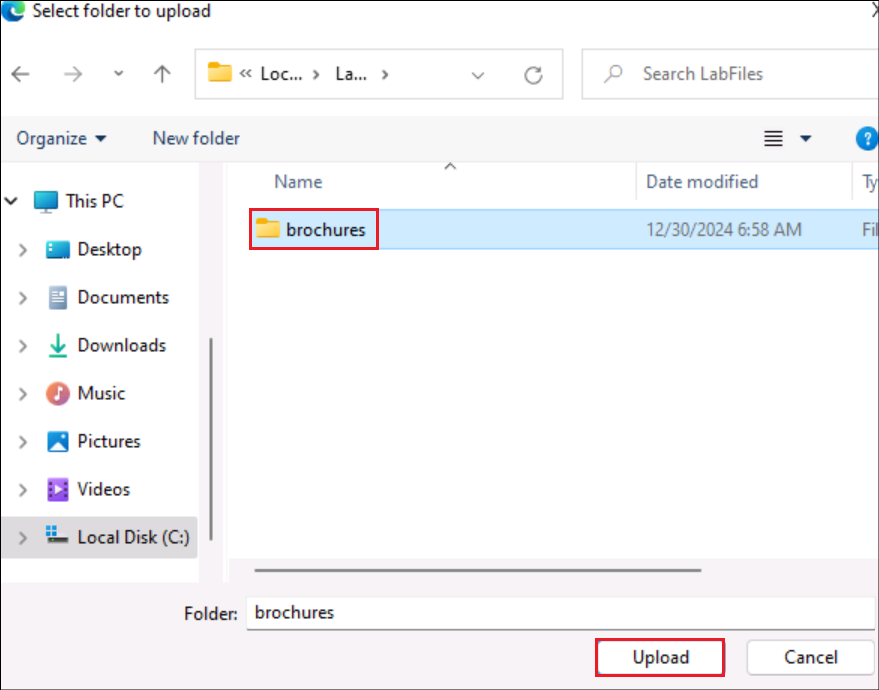 Select folder to upload
« Loc... › La... ›
Search LabFiles
Organize
New folder
?
Name
Date modified
Ty
brochures
12/30/2024 6:58 AM
Fil
This PC
Desktop
Documents
Downloads
Music
Pictures
Videos
Local Disk (C:)
Folder: brochures
Upload
Cancel